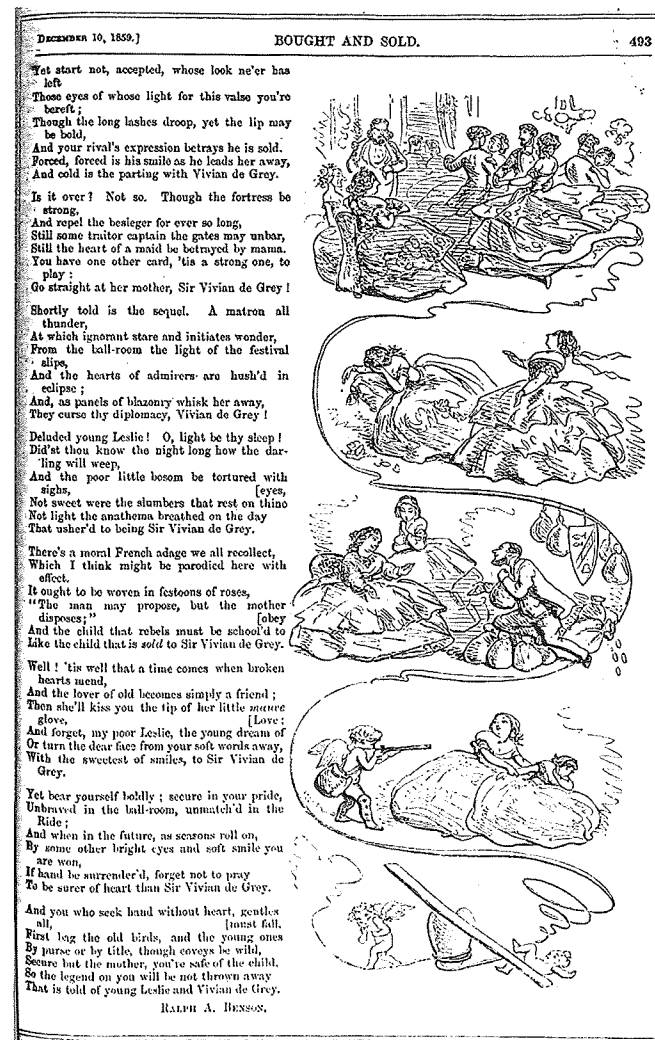 DECEMBER 10, 1859.]
BOUGHT AND SOLD.
493
Yet start not, accepted, whose look ne'er has
left
Those eyes of whose light for this valse you're
bereft;
Though the long lashes droop, yet the lip may
be bold,
And your rival's expression betrays he is sold.
Forced, forced is his smile as he leads her away,
And cold is the parting with Vivian de Grey.
Is it over? Not so. Though the fortress be
strong,
And repel the besieger for ever so long,
Still some traitor captain the gates may unbar,
Still the heart of a maid be betrayed by mama.
You have one other card, 'tis a strong one, to
play:
Go straight at her mother, Sir Vivian de Grey!
Shortly told is the sequel. A matron all
thunder,
At which ignorant stare and initiates wonder,
From the ball-room the light of the festival
slips,
And the hearts of admirers are hush'd in
eclipse;
And, as panels of blazonry whisk her away,
They curse thy diplomacy, Vivian de Grey!
Deluded young Leslie! O, light be thy sleep!
Did'st thou know the night long how the dar-
ling will weep,
And the poor little bosom be tortured with
sighs, [eyes,
Not sweet were the slumbers that rest on thine
Not light the anathema breathed on the day
That usher'd to being Sir Vivian de Grey.
There's a moral French adage we all recollect,
Which I think might be parodied here with
effect.
It ought to be woven in festoons of roses,
"The man may propose, but the mother
disposes;" [obey
And the child that rebels must be school'd to
Like the child that is sold to Sir Vivian de Grey.
Well! 'tis well that a time comes when broken
hearts mend,
And the lover of old becomes simply a friend;
Then she'll kiss you the tip of her little mauve
glove, [Love;
And forget, my poor Leslie, the young dream of
Or turn the dear face from your soft words away,
With the sweetest of smiles, to Sir Vivian de
Grey.
Yet bear yourself boldly; secure in your pride,
Unbraved in the ball-room, unmatch'd in the
Ride;
And when in the future, as seasons roll on,
By some other bright eyes and soft smile you
are won,
If hand be surrender'd, forget not to pray
To be surer of heart than Sir Vivian de Grey.
And you who seek hand without heart, gentles
all, [must fall,
First bag the old birds, and the young ones
By purse or by title, though coveys be wild,
Secure but the mother, you're safe of the child.
So the legend on you will be not thrown away
That is told of young Leslie and Vivian de Grey.
RALPH A. BENSON.